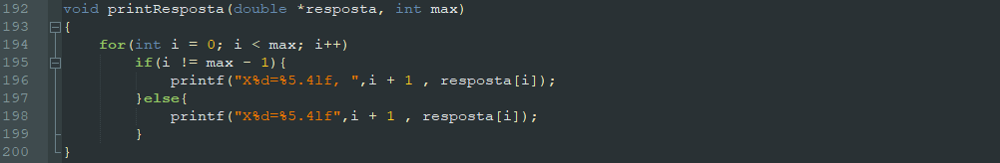 192 void printResposta(double *resposta, int max)
193 {
194     for(int i = 0; i < max; i++)
195         if(i != max - 1){
196             printf("X%d=%5.4lf, ",i + 1 , resposta[i]);
197         }else{
198             printf("X%d=%5.4lf",i + 1 , resposta[i]);
199         }
200 }